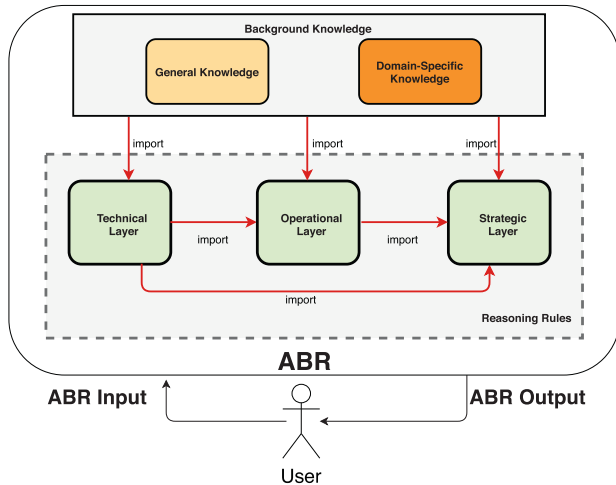 Background Knowledge
General Knowledge
Domain-Specific
Knowledge
import
import
import
Technical
Layer
Operational
Layer
Strategic
Layer
import
import
import
Reasoning Rules
ABR
ABR Input
ABR Output
User